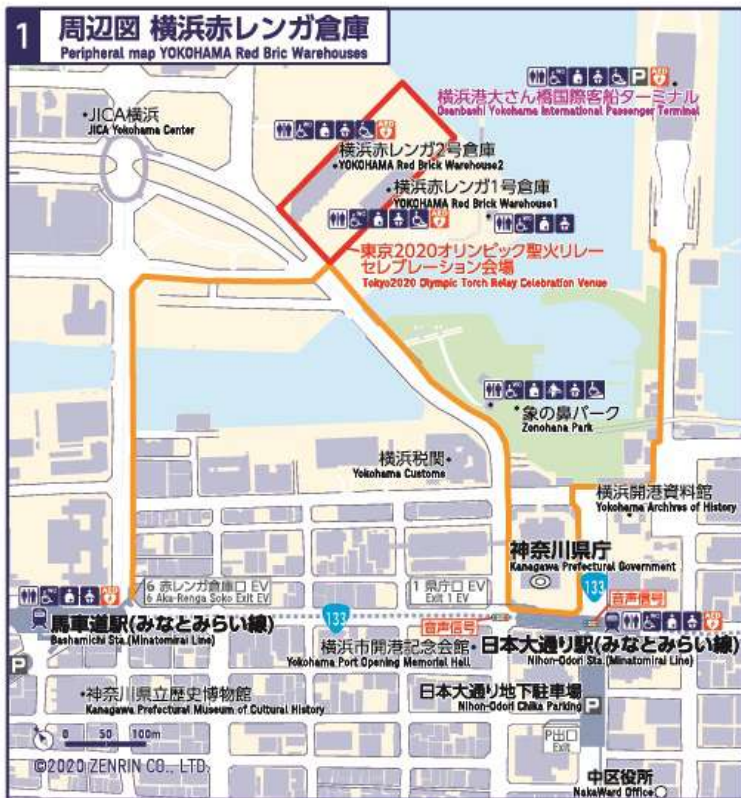 1
周辺図 横浜赤レンガ倉庫
Peripheral map YOKOHAMA Red Bric Warehouses
P AED
横浜港大さん橋国際客船ターミナル
Osanbashi Yokohama International Passenger Terminal
・JICA横浜
JICA Yokohama Center
AED
横浜赤レンガ2号倉庫
・YOKOHAMA Red Brick Warehouse2
・横浜赤レンガ1号倉庫
YOKOHAMA Red Brick Warehouse1
AED
東京2020オリンピック聖火リレー
セレブレーション会場
Tokyo2020 Olympic Torch Relay Celebration Venue
・象の鼻パーク
Zonohana Park
横浜税関・
Yokohama Customs
横浜開港資料館
Yokohama Archives of History
神奈川県庁
Kanagawa Prefectural Government
133
6 赤レンガ倉庫口 EV
6 Aka-Renga Soko Exit EV
1 県庁口 EV
Exit 1 EV
音声信号
AED
AED
馬車道駅(みなとみらい線)
Bashamichi Sta.(Minatomirai Line)
133
音声信号
横浜市開港記念会館・
Yokohama Port Opening Memorial Hall
日本大通り駅(みなとみらい線)
Nihon-Odori Sta.(Minatomirai Line)
P
・神奈川県立歴史博物館
Kanagawa Prefectural Museum of Cultural History
日本大通り地下駐車場
Nihon-Odori Chika Parking
P
P出口
Exit
0 50 100m
©2020 ZENRIN CO., LTD.
中区役所
NakaWard Office